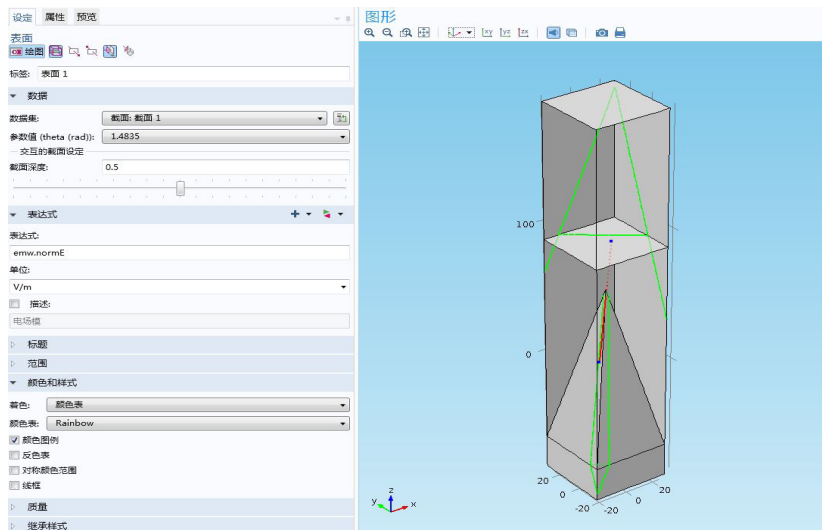 设定 属性 预览
表面
绘图
标签: 表面 1
数据
数据集: 截面: 截面 1
参数值 (theta (rad)): 1.4835
交互的截面设定
截面深度: 0.5
表达式
表达式:
emw.normE
单位:
V/m
描述:
电场模
标题
范围
颜色和样式
着色: 颜色表
颜色表: Rainbow
颜色图例
反色表
对称颜色范围
线框
质量
继承样式
图形
xy yz zx
100
0
20
0
-20
-20
0
20
z
y
x